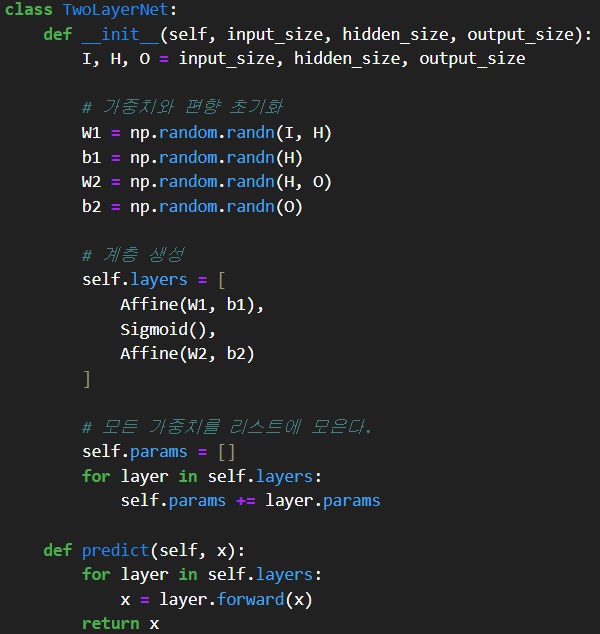 class TwoLayerNet:
    def __init__(self, input_size, hidden_size, output_size):
        I, H, O = input_size, hidden_size, output_size

        # 가중치와 편향 초기화
        W1 = np.random.randn(I, H)
        b1 = np.random.randn(H)
        W2 = np.random.randn(H, O)
        b2 = np.random.randn(O)

        # 계층 생성
        self.layers = [
            Affine(W1, b1),
            Sigmoid(),
            Affine(W2, b2)
        ]

        # 모든 가중치를 리스트에 모은다.
        self.params = []
        for layer in self.layers:
            self.params += layer.params

    def predict(self, x):
        for layer in self.layers:
            x = layer.forward(x)
        return x